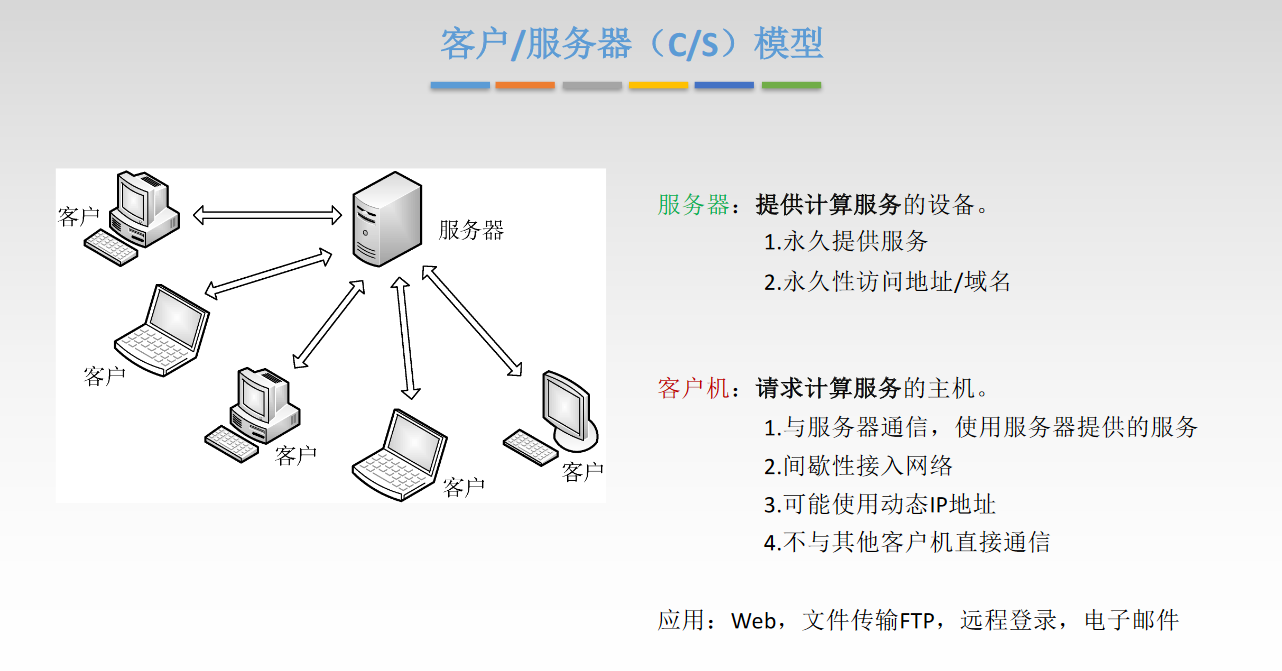 客户/服务器（C/S）模型
客户
服务器
客户
客户
客户
客户
服务器：提供计算服务的设备。
1.永久提供服务
2.永久性访问地址/域名
客户机：请求计算服务的主机。
1.与服务器通信，使用服务器提供的服务
2.间歇性接入网络
3.可能使用动态IP地址
4.不与其他客户机直接通信
应用：Web，文件传输FTP，远程登录，电子邮件